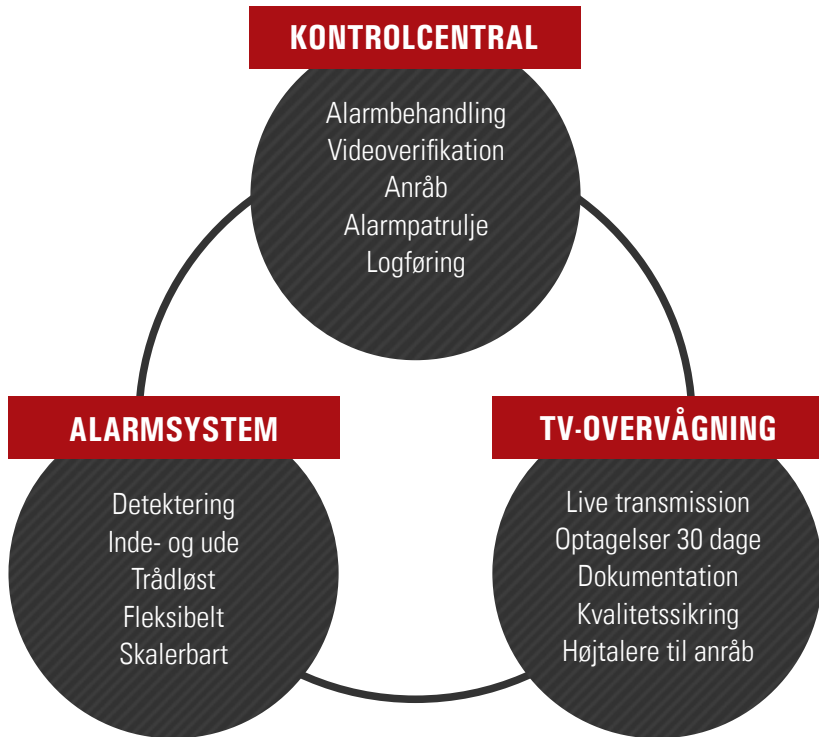 KONTROLCENTRAL
Alarmbehandling
Videoverifikation
Anråb
Alarmpatrulje
Logføring
ALARMSYSTEM
Detektering
Inde- og ude
Trådløst
Fleksibelt
Skalerbart
TV-OVERVÅGNING
Live transmission
Optagelser 30 dage
Dokumentation
Kvalitetssikring
Højtalere til anråb